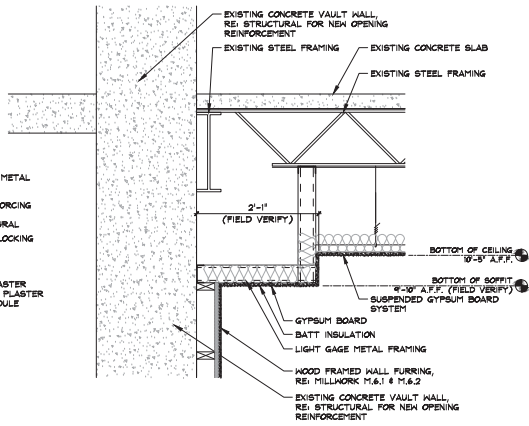 EXISTING CONCRETE VAULT WALL,
RE: STRUCTURAL FOR NEW OPENING
REINFORCEMENT
EXISTING STEEL FRAMING
EXISTING CONCRETE SLAB
EXISTING STEEL FRAMING
METAL
ORCING
GRAL
LOCKING
ASTER
PLASTER
DULE
2'-1"
(FIELD VERIFY)
BOTTOM OF CEILING
10'-5" A.F.F.
BOTTOM OF SOFFIT
9'-10" A.F.F. (FIELD VERIFY)
SUSPENDED GYPSUM BOARD
SYSTEM
GYPSUM BOARD
BATT INSULATION
LIGHT GAGE METAL FRAMING
WOOD FRAMED WALL FURRING,
RE: MILLWORK M.6.1 & M.6.2
EXISTING CONCRETE VAULT WALL,
RE: STRUCTURAL FOR NEW OPENING
REINFORCEMENT